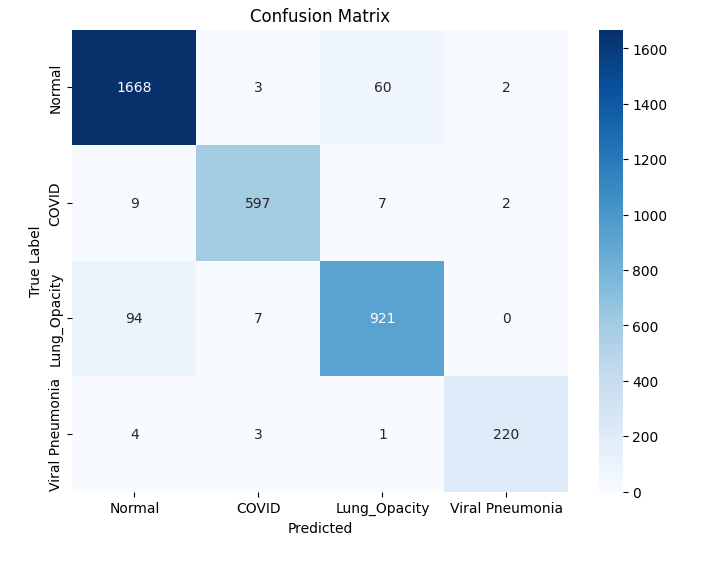 Confusion Matrix
True Label
Normal 1668 3 60 2
COVID 9 597 7 2
Lung_Opacity 94 7 921 0
Viral Pneumonia 4 3 1 220
Normal COVID Lung_Opacity Viral Pneumonia
Predicted
1600
1400
1200
1000
800
600
400
200
0